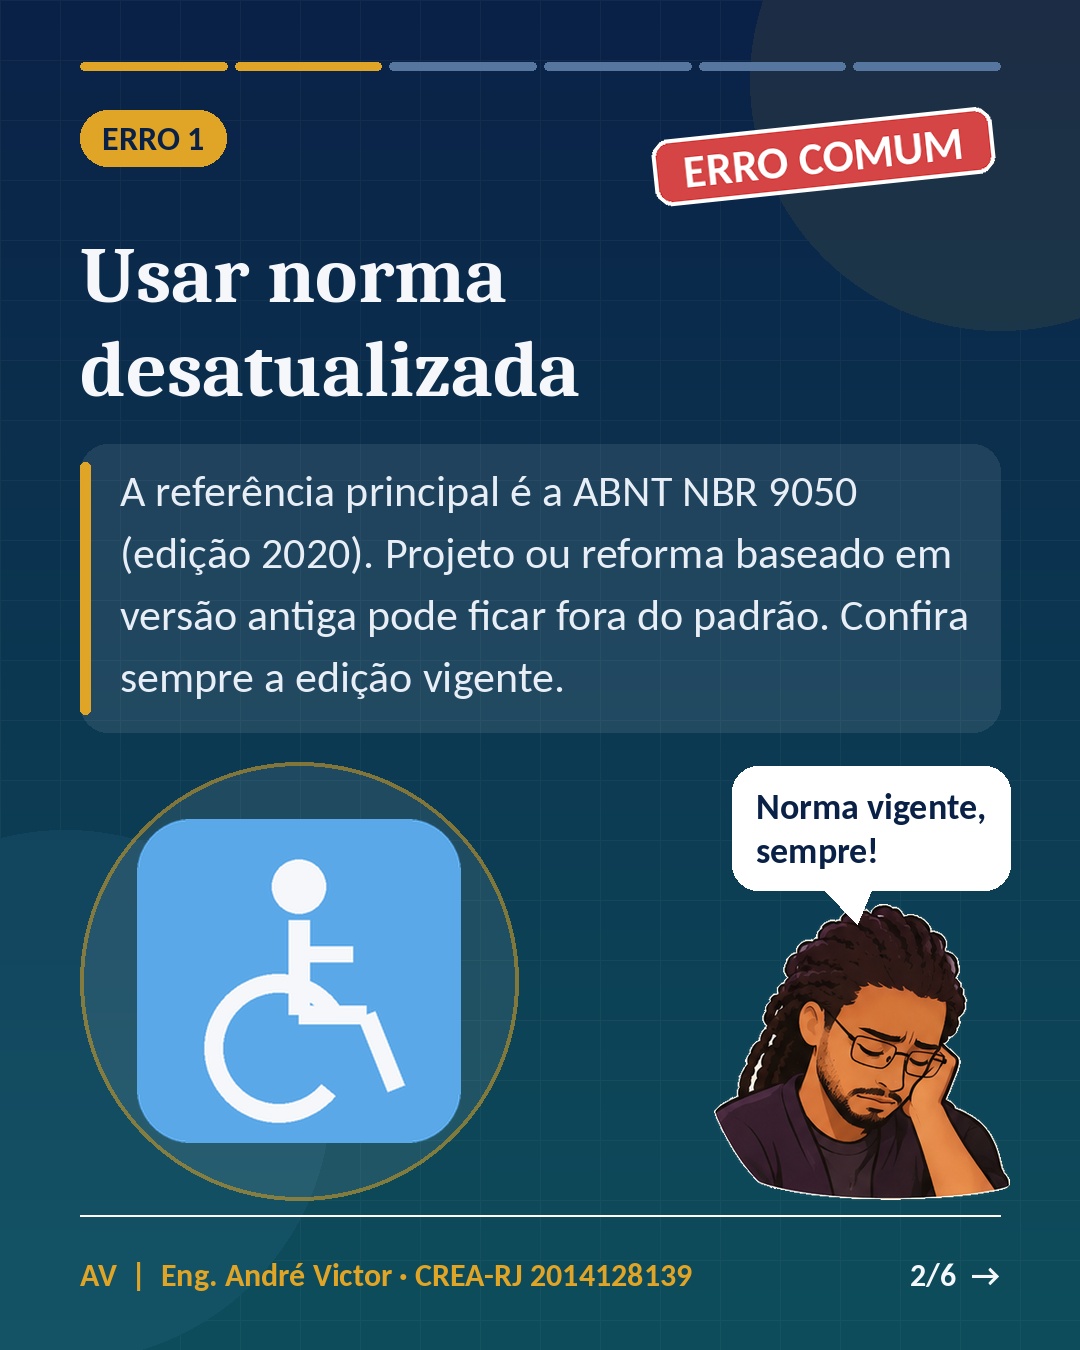 ERRO 1
ERRO COMUM
Usar norma
desatualizada
A referência principal é a ABNT NBR 9050
(edição 2020). Projeto ou reforma baseado em
versão antiga pode ficar fora do padrão. Confira
sempre a edição vigente.
Norma vigente,
sempre!
AV | Eng. André Victor · CREA-RJ 2014128139
2/6 →